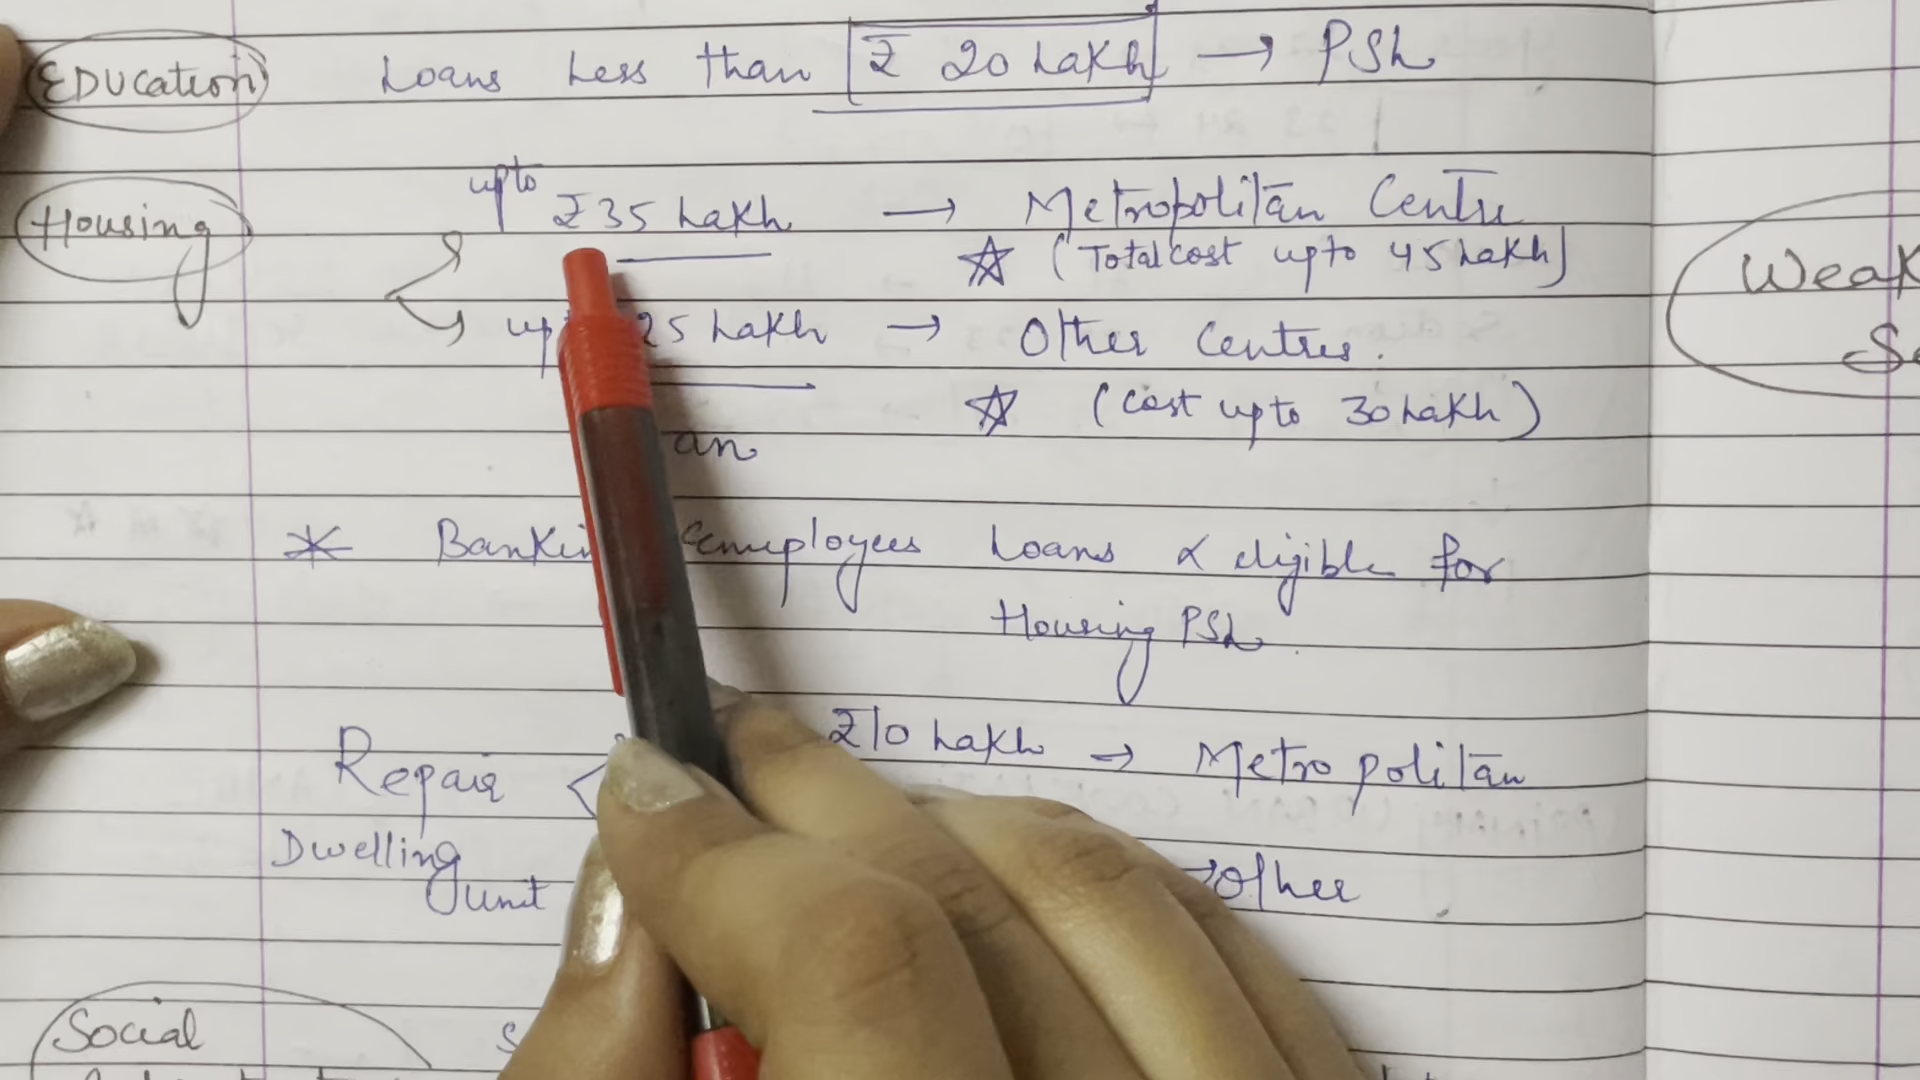 EDUcation Loans Less than ₹ 20 Lakh → PSL
Housing upto ₹35 Lakh → Metropolitan Centre
☆ (Total cost upto 45 Lakh)
25 Lakh → Other Centres.
☆ (Cost upto 30 Lakh)
* employees Loans eligible for
Housing PSL
Repair ₹10 Lakh → Metropolitan
Dwelling
unit → Other
Social